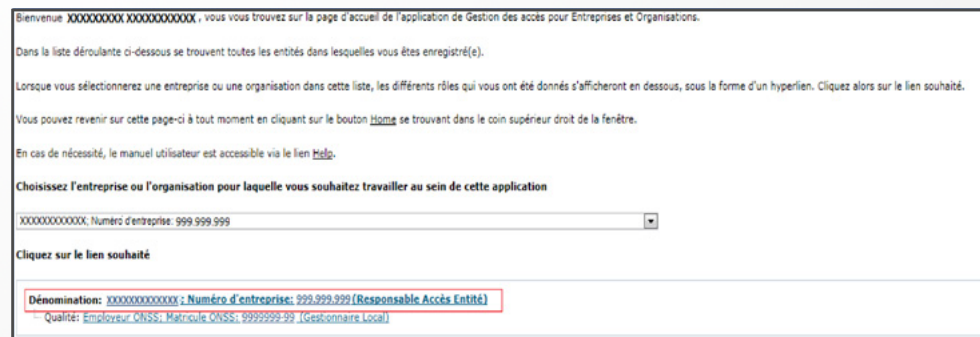 Bienvenue XXXXXXXXX XXXXXXXXXXX , vous vous trouvez sur la page d'accueil de l'application de Gestion des accès pour Entreprises et Organisations.
Dans la liste déroulante ci-dessous se trouvent toutes les entités dans lesquelles vous êtes enregistré(e).
Lorsque vous sélectionnerez une entreprise ou une organisation dans cette liste, les différents rôles qui vous ont été donnés s'afficheront en dessous, sous la forme d'un hyperlien. Cliquez alors sur le lien souhaité.
Vous pouvez revenir sur cette page-ci à tout moment en cliquant sur le bouton Home se trouvant dans le coin supérieur droit de la fenêtre.
En cas de nécessité, le manuel utilisateur est accessible via le lien Help.
Choisissez l'entreprise ou l'organisation pour laquelle vous souhaitez travailler au sein de cette application
XXXXXXXXXXXX; Numéro d'entreprise: 999.999.999
Cliquez sur le lien souhaité
Dénomination: XXXXXXXXXXXXX ; Numéro d'entreprise: 999.999.999 (Responsable Accès Entité)
Qualité: Employeur ONSS; Matricule ONSS: 9999999-99 (Gestionnaire Local)